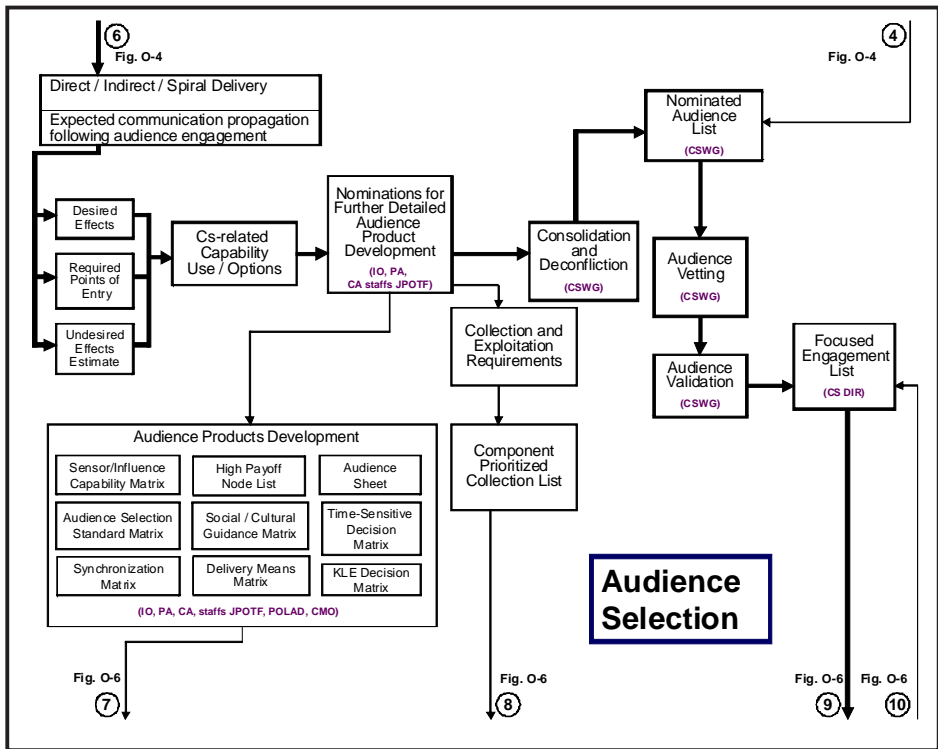 6
Fig. O-4
4
Fig. O-4
Direct / Indirect / Spiral Delivery
Expected communication propagation
following audience engagement
Desired
Effects
Required
Points of
Entry
Undesired
Effects
Estimate
Cs-related
Capability
Use / Options
Nominations for
Further Detailed
Audience
Product
Development
(IO, PA,
CA staffs JPOTF)
Consolidation
and
Deconfliction
(CSWG)
Nominated
Audience
List
(CSWG)
Audience
Vetting
(CSWG)
Audience
Validation
(CSWG)
Focused
Engagement
List
(CS DIR)
Collection and
Exploitation
Requirements
Component
Prioritized
Collection List
Audience Products Development
Sensor/Influence
Capability Matrix
High Payoff
Node List
Audience
Sheet
Audience Selection
Standard Matrix
Social / Cultural
Guidance Matrix
Time-Sensitive
Decision
Matrix
Synchronization
Matrix
Delivery Means
Matrix
KLE Decision
Matrix
(IO, PA, CA, staffs JPOTF, POLAD, CMO)
Audience
Selection
Fig. O-6
7
Fig. O-6
8
Fig. O-6
9
Fig. O-6
10